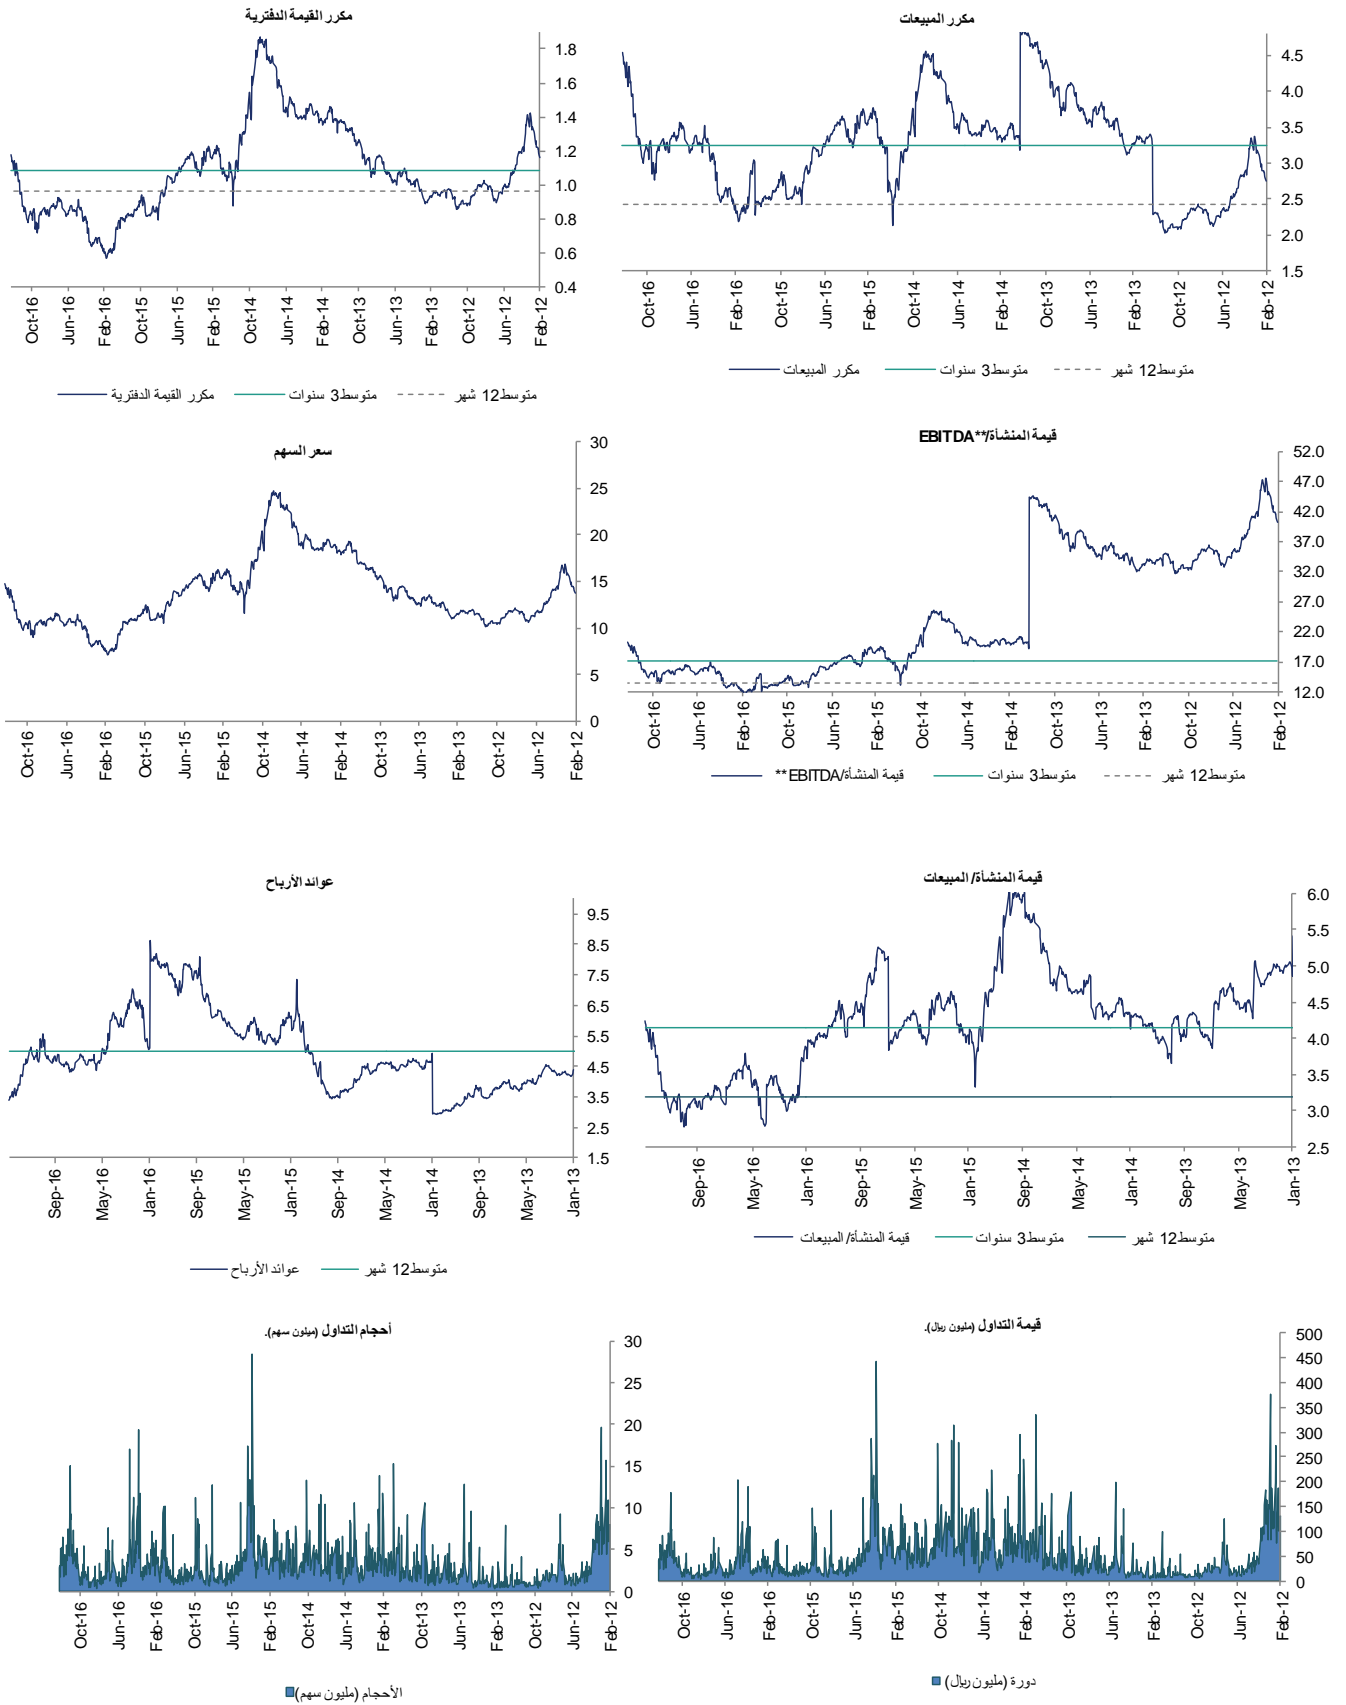 مكرر القيمة الدفترية
1.8
1.6
1.4
1.2
1.0
0.8
0.6
0.4
Oct-16 Jun-16 Feb-16 Oct-15 Jun-15 Feb-15 Oct-14 Jun-14 Feb-14 Oct-13 Jun-13 Feb-13 Oct-12 Jun-12 Feb-12
مكرر القيمة الدفترية متوسط3 سنوات متوسط12 شهر
مكرر المبيعات
4.5
4.0
3.5
3.0
2.5
2.0
1.5
Oct-16 Jun-16 Feb-16 Oct-15 Jun-15 Feb-15 Oct-14 Jun-14 Feb-14 Oct-13 Jun-13 Feb-13 Oct-12 Jun-12 Feb-12
مكرر المبيعات متوسط3 سنوات متوسط12 شهر
سعر السهم
30
25
20
15
10
5
0
Oct-16 Jun-16 Feb-16 Oct-15 Jun-15 Feb-15 Oct-14 Jun-14 Feb-14 Oct-13 Jun-13 Feb-13 Oct-12 Jun-12 Feb-12
قيمة المنشأة/**EBITDA
52.0
47.0
42.0
37.0
32.0
27.0
22.0
17.0
12.0
Oct-16 Jun-16 Feb-16 Oct-15 Jun-15 Feb-15 Oct-14 Jun-14 Feb-14 Oct-13 Jun-13 Feb-13 Oct-12 Jun-12 Feb-12
قيمة المنشأة/EBITDA** متوسط3 سنوات متوسط12 شهر
عوائد الأرباح
9.5
8.5
7.5
6.5
5.5
4.5
3.5
2.5
1.5
Sep-16 May-16 Jan-16 Sep-15 May-15 Jan-15 Sep-14 May-14 Jan-14 Sep-13 May-13 Jan-13
عوائد الأرباح متوسط12 شهر
قيمة المنشأة/ المبيعات
6.0
5.5
5.0
4.5
4.0
3.5
3.0
2.5
Sep-16 May-16 Jan-16 Sep-15 May-15 Jan-15 Sep-14 May-14 Jan-14 Sep-13 May-13 Jan-13
قيمة المنشأة/ المبيعات متوسط3 سنوات متوسط12 شهر
أحجام التداول (ميلون سهم).
30
25
20
15
10
5
0
Oct-16 Jun-16 Feb-16 Oct-15 Jun-15 Feb-15 Oct-14 Jun-14 Feb-14 Oct-13 Jun-13 Feb-13 Oct-12 Jun-12 Feb-12
الأحجام (مليون سهم)
قيمة التداول (مليون ريال).
500
450
400
350
300
250
200
150
100
50
0
Oct-16 Jun-16 Feb-16 Oct-15 Jun-15 Feb-15 Oct-14 Jun-14 Feb-14 Oct-13 Jun-13 Feb-13 Oct-12 Jun-12 Feb-12
دورة (مليون ريال)